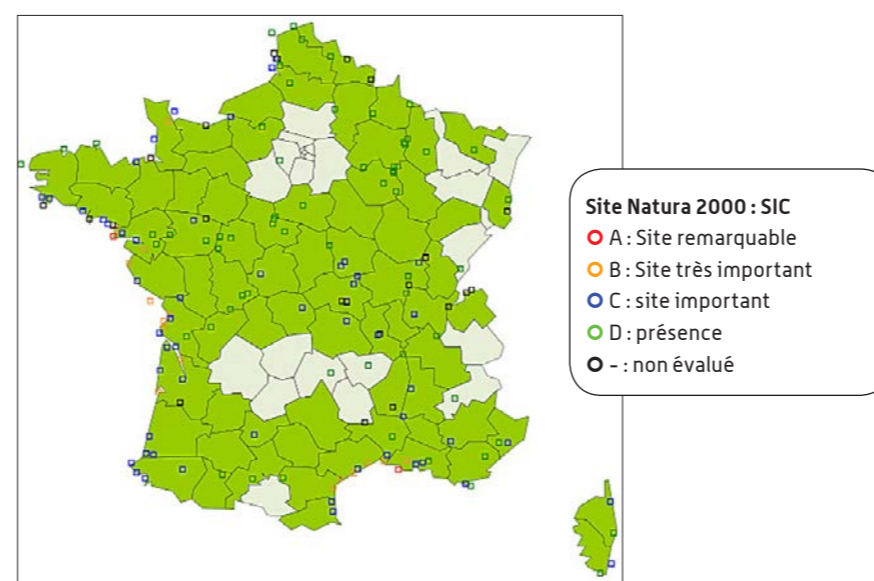 Site Natura 2000 : SIC
A : Site remarquable
B : Site très important
C : site important
D : présence
- : non évalué